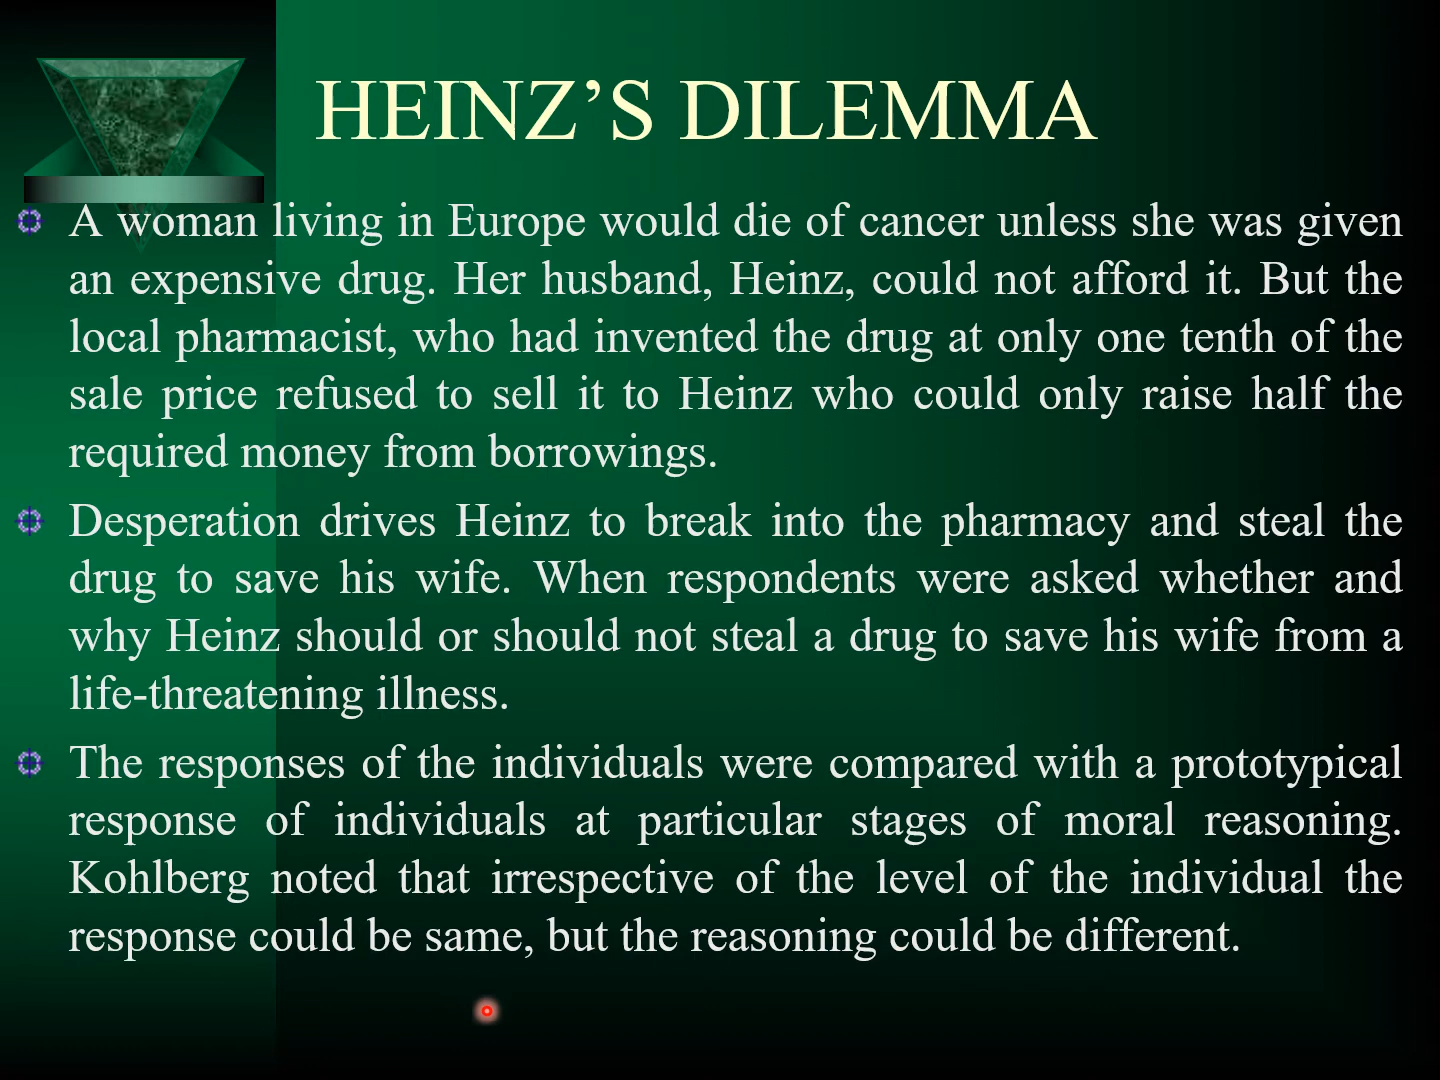 HEINZ’S DILEMMA
A woman living in Europe would die of cancer unless she was given
an expensive drug. Her husband, Heinz, could not afford it. But the
local pharmacist, who had invented the drug at only one tenth of the
sale price refused to sell it to Heinz who could only raise half the
required money from borrowings.
Desperation drives Heinz to break into the pharmacy and steal the
drug to save his wife. When respondents were asked whether and
why Heinz should or should not steal a drug to save his wife from a
life-threatening illness.
The responses of the individuals were compared with a prototypical
response of individuals at particular stages of moral reasoning.
Kohlberg noted that irrespective of the level of the individual the
response could be same, but the reasoning could be different.